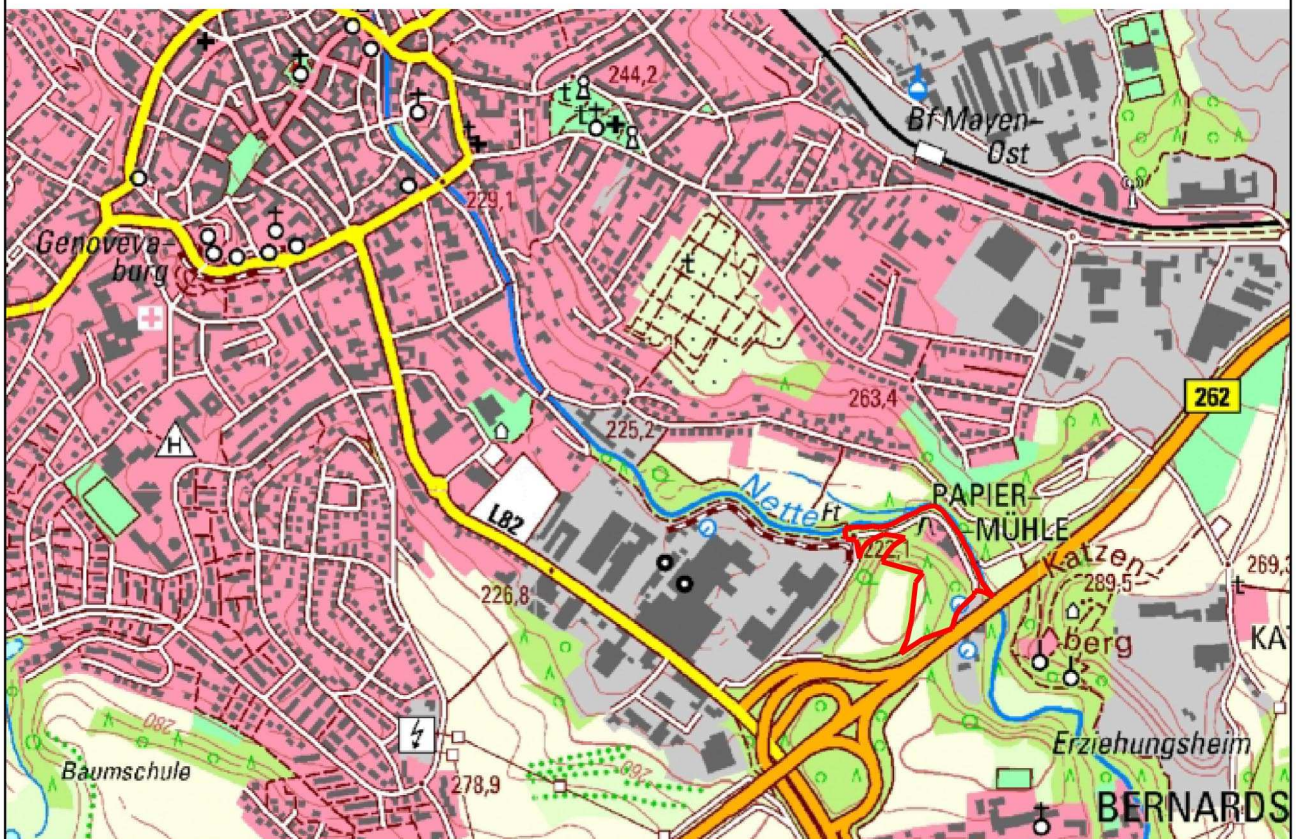 244,2
Bf Mayen-
Ost
229,1
Genoveva-
burg
262
263,4
H
225,2
Nette
Ft
PAPIER-
MÜHLE
L82
222,1
Katzen-
289,5
berg
269,3
226,8
KA
280
260
Erziehungsheim
Baumschule
278,9
BERNARDS